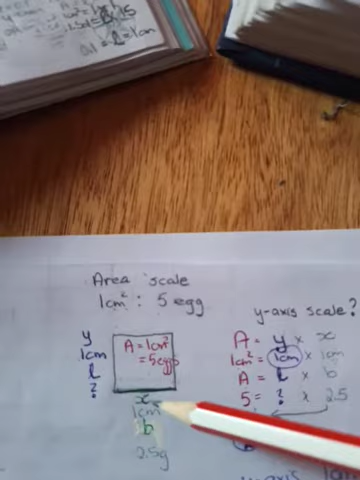 Area scale
1cm² : 5 egg
y-axis scale?
y
1cm
l
?
A = 1cm²
= 5eggs
x
1cm
b
2.5g
A = y × x
1cm² = 1cm × 1cm
A = l × b
5 = ? × 2.5
y-axis